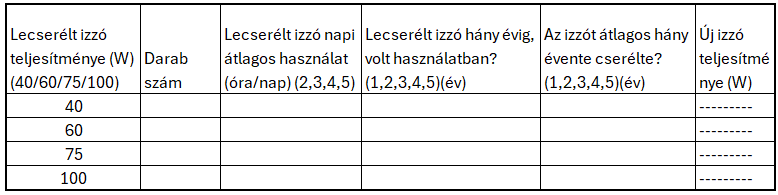 Lecserélt izzó teljesítménye (W) (40/60/75/100)
Darab szám
Lecserélt izzó napi átlagos használat (óra/nap) (2,3,4,5)
Lecserélt izzó hány évig, volt használatban? (1,2,3,4,5)(év)
Az izzót átlagos hány évente cserélte? (1,2,3,4,5)(év)
Új izzó teljesítmé nye (W)
40 ---------
60 ---------
75 ---------
100 ---------